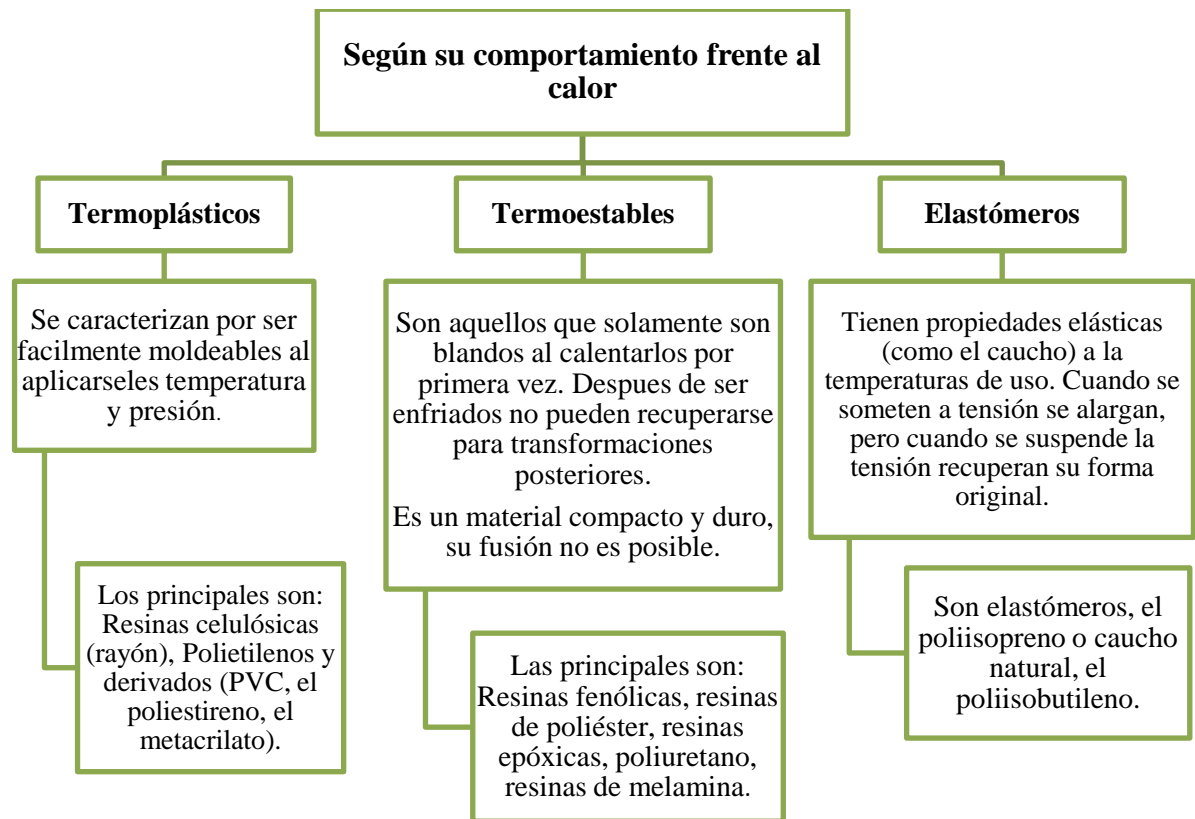 Según su comportamiento frente al
calor
Termoplásticos
Termoestables
Elastómeros
Se caracterizan por ser
facilmente moldeables al
aplicarseles temperatura
y presión.
Son aquellos que solamente son
blandos al calentarlos por
primera vez. Despues de ser
enfriados no pueden recuperarse
para transformaciones
posteriores.
Es un material compacto y duro,
su fusión no es posible.
Tienen propiedades elásticas
(como el caucho) a la
temperaturas de uso. Cuando se
someten a tensión se alargan,
pero cuando se suspende la
tensión recuperan su forma
original.
Los principales son:
Resinas celulósicas
(rayón), Polietilenos y
derivados (PVC, el
poliestireno, el
metacrilato).
Las principales son:
Resinas fenólicas, resinas
de poliéster, resinas
epóxicas, poliuretano,
resinas de melamina.
Son elastómeros, el
poliisopreno o caucho
natural, el
poliisobutileno.